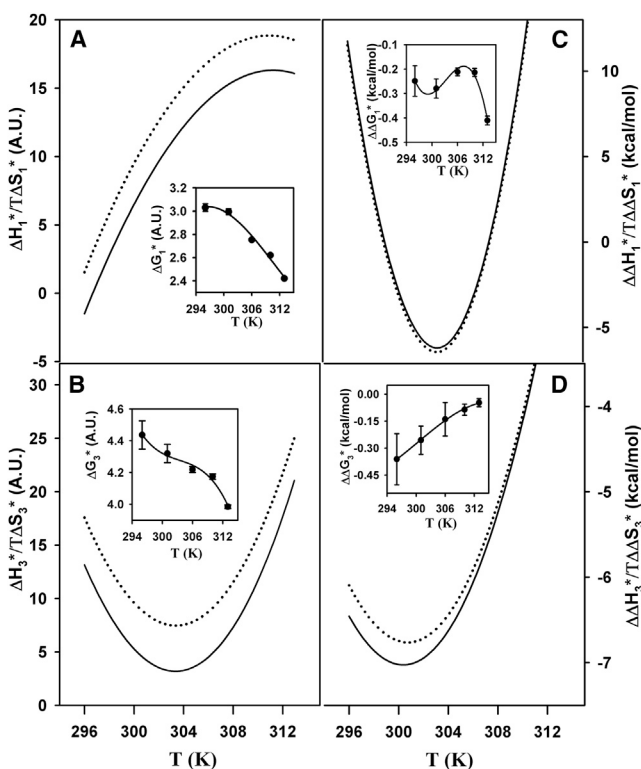 A
20
15
10
5
0
-5
ΔH₁*/TΔS₁* (A.U.)
3.2
3.0
2.8
2.6
2.4
ΔG₁* (A.U.)
294 300 306 312
T (K)
C
10
5
0
-5
ΔΔH₁*/TΔΔS₁* (kcal/mol)
-0.1
-0.2
-0.3
-0.4
-0.5
ΔΔG₁* (kcal/mol)
294 300 306 312
T (K)
B
30
25
20
15
10
5
0
ΔH₃*/TΔS₃* (A.U.)
4.6
4.4
4.2
4.0
ΔG₃* (A.U.)
294 300 306 312
T (K)
296 300 304 308 312
T (K)
D
-4
-5
-6
-7
ΔΔH₃*/TΔΔS₃* (kcal/mol)
0.00
-0.15
-0.30
-0.45
ΔΔG₃* (kcal/mol)
294 300 306 312
T (K)
296 300 304 308 312
T (K)